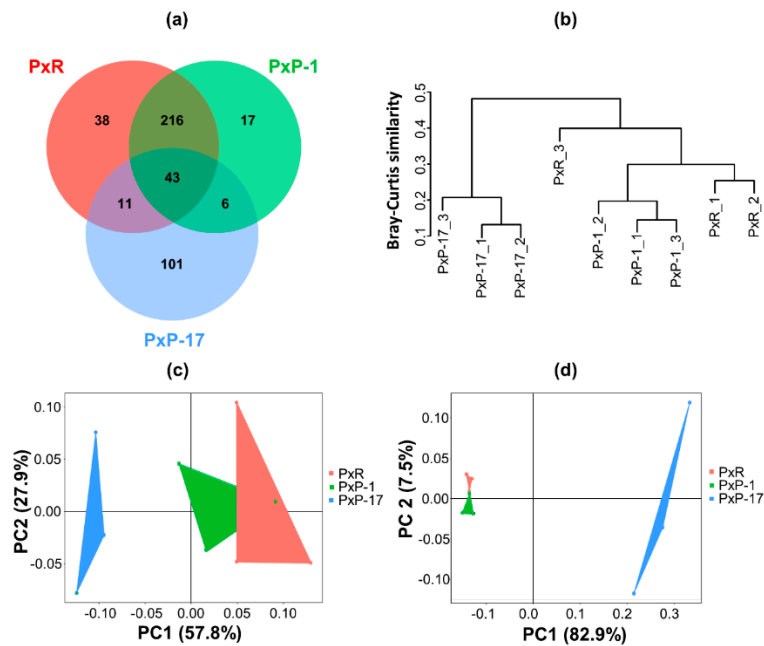 (a)
PxR
PxP-1
38
216
17
43
11
6
101
PxP-17
(b)
Bray-Curtis similarity
0.5
0.4
0.3
0.2
0.1
PxP-17_3
PxP-17_1
PxP-17_2
PxR_3
PxP-1_2
PxP-1_1
PxP-1_3
PxR_1
PxR_2
(c)
PC2 (27.9%)
0.10
0.05
0.00
-0.05
-0.10
-0.05
0.00
0.05
0.10
PC1 (57.8%)
PxR
PxP-1
PxP-17
(d)
PC 2 (7.5%)
0.10
0.05
0.00
-0.05
-0.10
-0.1
0.0
0.1
0.2
0.3
PC1 (82.9%)
PxR
PxP-1
PxP-17